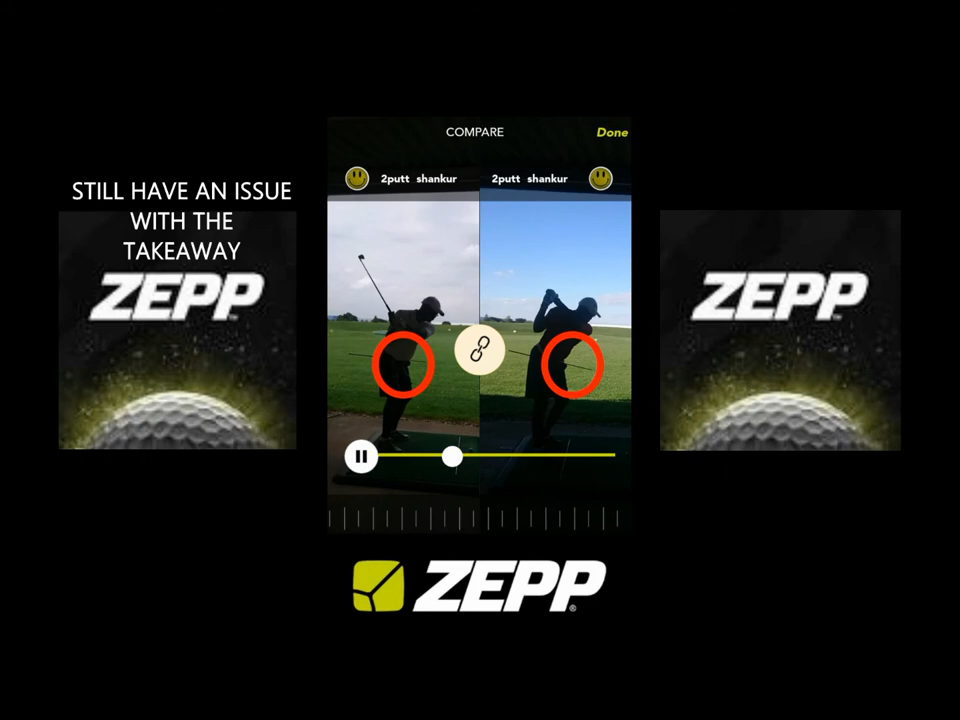 COMPARE Done
2putt shankur 2putt shankur
STILL HAVE AN ISSUE
WITH THE
TAKEAWAY
ZEPP ZEPP
ZEPP®